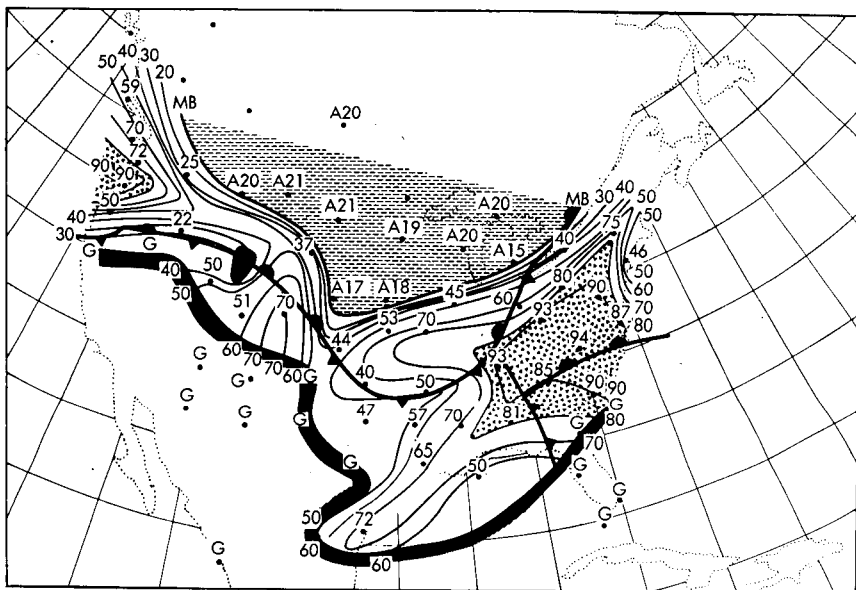 40 30
50 20
59 MB
A20
70
72
25
90 90
A20 A21 A20 MB 30 40 50
50 A21 75 50
40 22 A19 A20 40
30 G G 37 A15 46
80 50
40 50 A17 A18 45 60 90 60
50 51 70 53 70 93 87 70
44 94 80
60 70 70 60 G 40 50 93 85 90 90
G G 47 57 70 81 G G 80
G G G 65 70
G 50 G
50 72 G
G 60 60 G